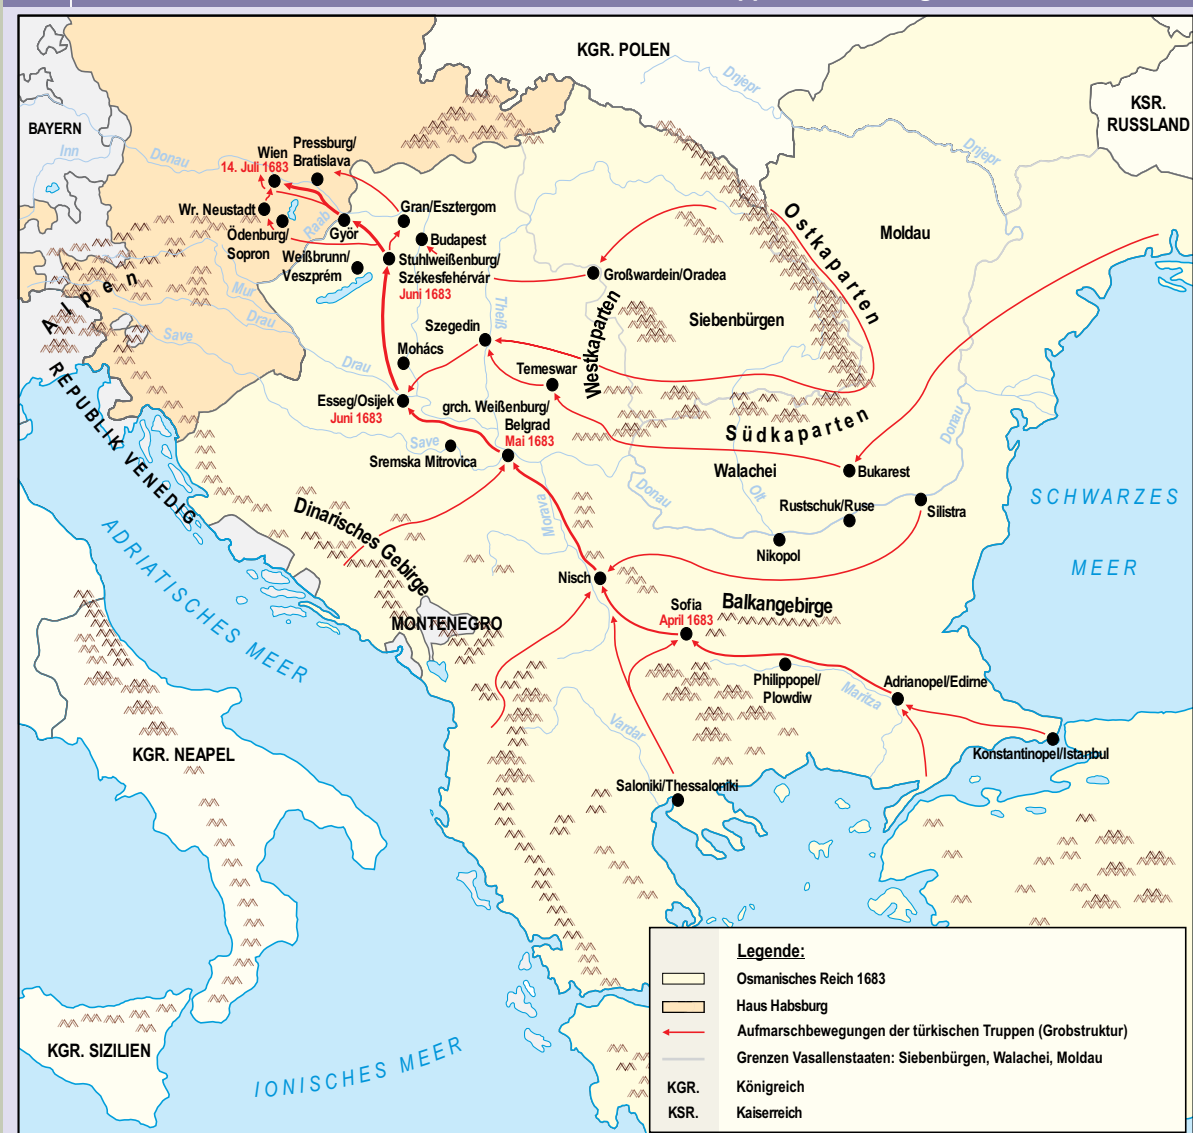 KGR. POLEN
Dnjepr
KSR.
RUSSLAND
BAYERN
Inn
Donau
Pressburg/
Bratislava
Wien
14. Juli 1683
Dnjepr
Wr. Neustadt
Ödenburg/
Sopron
Raab
Györ
Gran/Esztergom
Budapest
Weißbrunn/
Veszprém
Stuhlweißenburg/
Székesfehérvár
Juni 1683
Großwardein/Oradea
Ostkaparten
Moldau
Alpen
Mur
Drau
Save
Theiß
Szegedin
Westkaparten
Siebenbürgen
Mohács
Drau
Temeswar
Esseg/Osijek
Juni 1683
grch. Weißenburg/
Belgrad
Mai 1683
Save
Sremska Mitrovica
Südkaparten
Donau
Walachei
Bukarest
REPUBLIK VENEDIG
Dinarisches Gebirge
Morava
Donau
Olt
Rustschuk/Ruse
Silistra
Nikopol
SCHWARZES
MEER
ADRIATISCHES MEER
Nisch
MONTENEGRO
Sofia
April 1683
Balkangebirge
Philippopel/
Plowdiw
Maritza
Adrianopel/Edirne
Vardar
KGR. NEAPEL
Konstantinopel/Istanbul
Saloniki/Thessaloniki
KGR. SIZILIEN
IONISCHES MEER
Legende:
Osmanisches Reich 1683
Haus Habsburg
Aufmarschbewegungen der türkischen Truppen (Grobstruktur)
Grenzen Vasallenstaaten: Siebenbürgen, Walachei, Moldau
KGR. Königreich
KSR. Kaiserreich